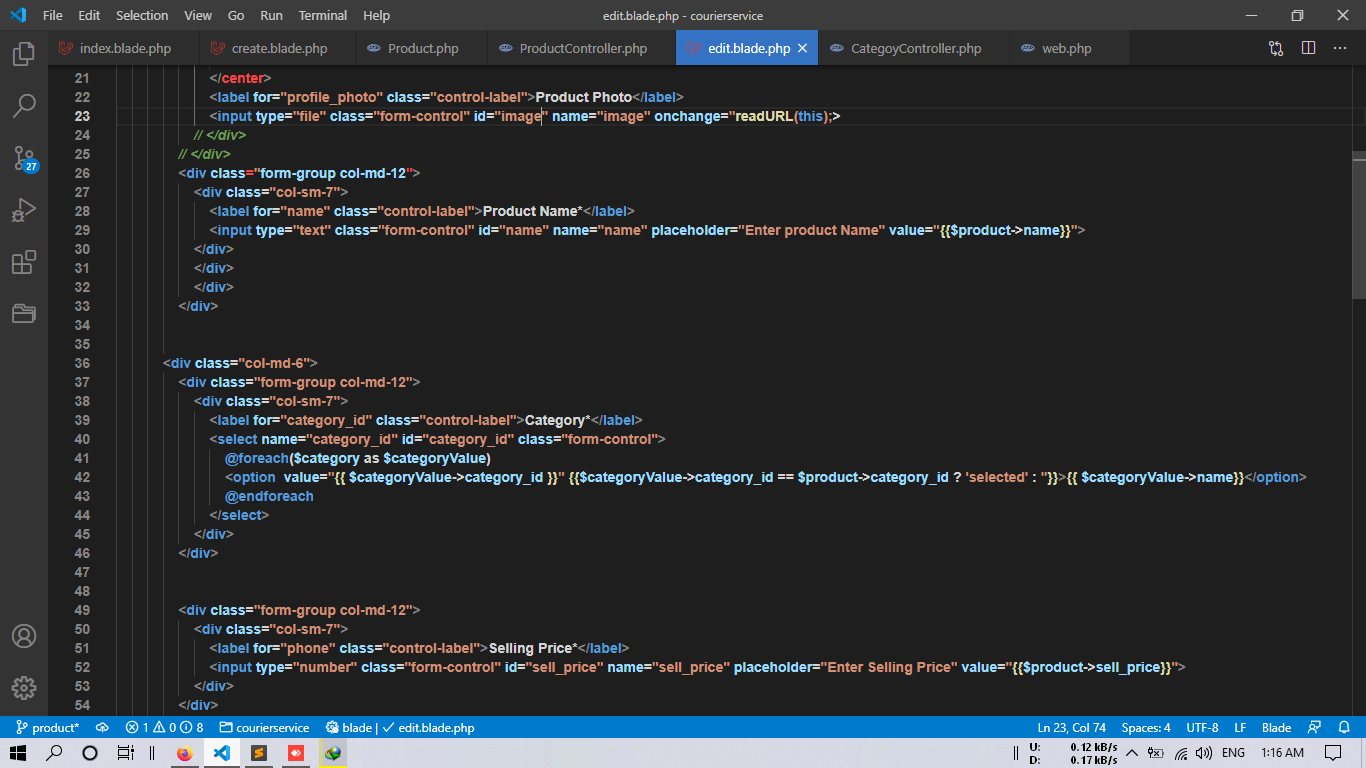 File Edit Selection View Go Run Terminal Help edit.blade.php - courierservice
index.blade.php create.blade.php Product.php ProductController.php edit.blade.php CategoyController.php web.php
21 </center>
22 <label for="profile_photo" class="control-label">Product Photo</label>
23 <input type="file" class="form-control" id="image" name="image" onchange="readURL(this);>
24 // </div>
25 // </div>
26 <div class="form-group col-md-12">
27 <div class="col-sm-7">
28 <label for="name" class="control-label">Product Name*</label>
29 <input type="text" class="form-control" id="name" name="name" placeholder="Enter product Name" value="{{$product->name}}">
30 </div>
31 </div>
32 </div>
33 </div>
34
35
36 <div class="col-md-6">
37 <div class="form-group col-md-12">
38 <div class="col-sm-7">
39 <label for="category_id" class="control-label">Category*</label>
40 <select name="category_id" id="category_id" class="form-control">
41 @foreach($category as $categoryValue)
42 <option  value="{{ $categoryValue->category_id }}" {{$categoryValue->category_id == $product->category_id ? 'selected' : ''}}>{{ $categoryValue->name}}</option>
43 @endforeach
44 </select>
45 </div>
46 </div>
47
48
49 <div class="form-group col-md-12">
50 <div class="col-sm-7">
51 <label for="phone" class="control-label">Selling Price*</label>
52 <input type="number" class="form-control" id="sell_price" name="sell_price" placeholder="Enter Selling Price" value="{{$product->sell_price}}">
53 </div>
54 </div>
27
product* 1 0 8 courierservice blade | edit.blade.php Ln 23, Col 74 Spaces: 4 UTF-8 LF Blade
U: 0.12 kB/s
D: 0.17 kB/s
ENG 1:16 AM